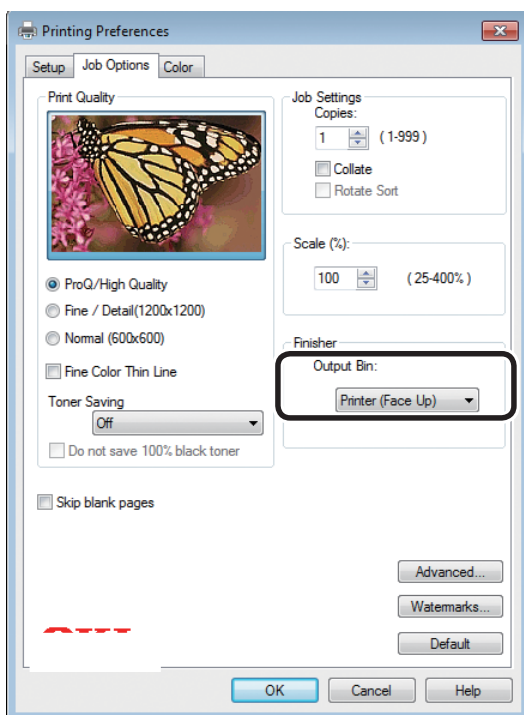 Printing Preferences
Setup
Job Options
Color
Print Quality
ProQ/High Quality
Fine / Detail(1200x1200)
Normal (600x600)
Fine Color Thin Line
Toner Saving
Off
Do not save 100% black toner
Skip blank pages
Job Settings
Copies:
1 (1-999 )
Collate
Rotate Sort
Scale (%):
100 ( 25-400% )
Finisher
Output Bin:
Printer (Face Up)
Advanced...
Watermarks...
Default
OK
Cancel
Help